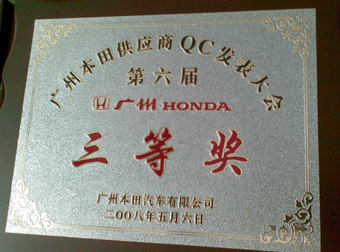 广州本田供应商QC发表大会
第六届
广州 HONDA
三等奖
广州本田汽车有限公司
二〇〇八年五月六日